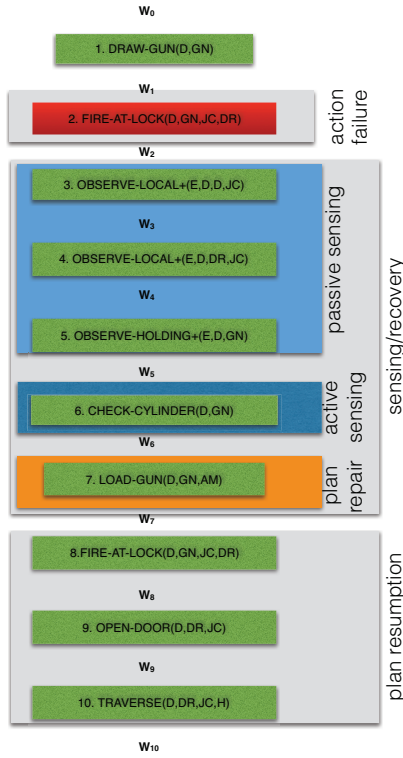 W0
1. DRAW-GUN(D,GN)
W1
2. FIRE-AT-LOCK(D,GN,JC,DR)
action
failure
W2
3. OBSERVE-LOCAL+(E,D,D,JC)
W3
4. OBSERVE-LOCAL+(E,D,DR,JC)
W4
5. OBSERVE-HOLDING+(E,D,GN)
passive sensing
W5
6. CHECK-CYLINDER(D,GN)
active
sensing
W6
7. LOAD-GUN(D,GN,AM)
plan
repair
sensing/recovery
W7
8.FIRE-AT-LOCK(D,GN,JC,DR)
W8
9. OPEN-DOOR(D,DR,JC)
W9
10. TRAVERSE(D,DR,JC,H)
plan resumption
W10